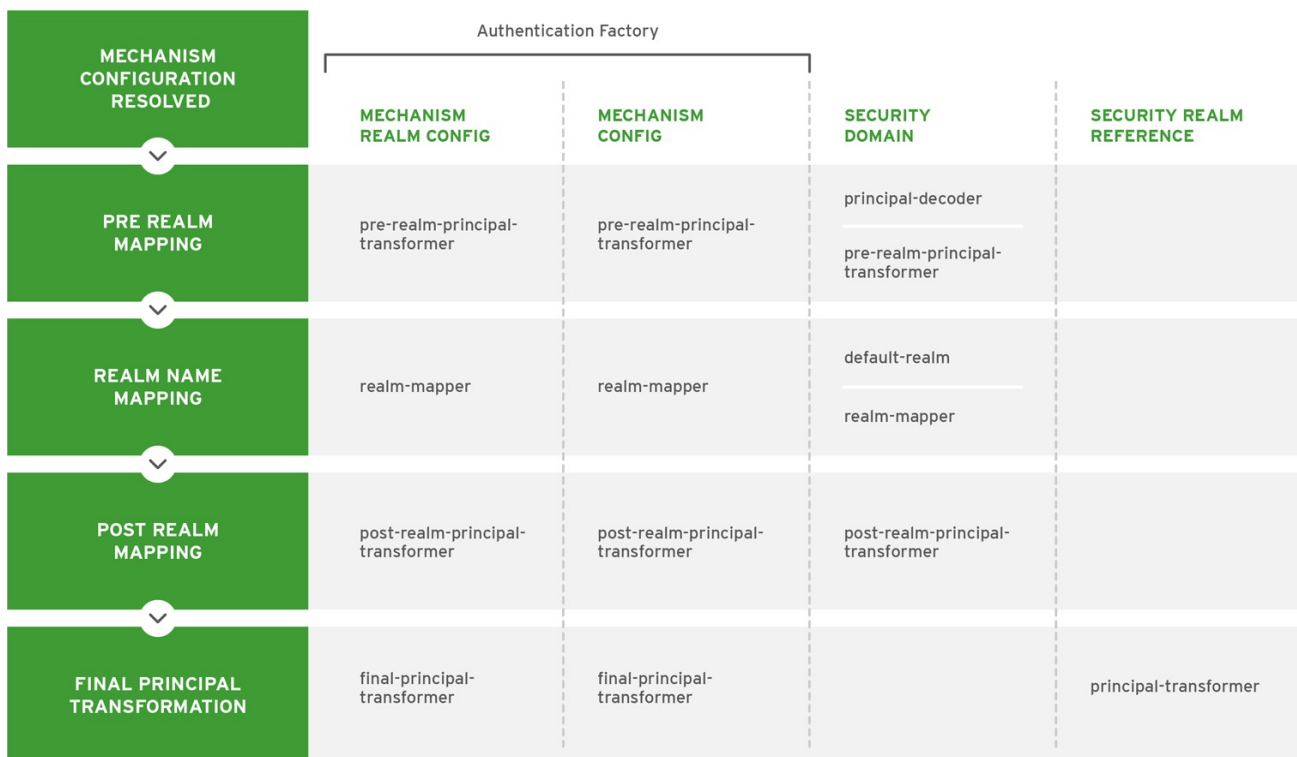 Authentication Factory
MECHANISM
CONFIGURATION
RESOLVED
MECHANISM
REALM CONFIG
MECHANISM
CONFIG
SECURITY
DOMAIN
SECURITY REALM
REFERENCE
PRE REALM
MAPPING
pre-realm-principal-
transformer
pre-realm-principal-
transformer
principal-decoder
pre-realm-principal-
transformer
REALM NAME
MAPPING
realm-mapper
realm-mapper
default-realm
realm-mapper
POST REALM
MAPPING
post-realm-principal-
transformer
post-realm-principal-
transformer
post-realm-principal-
transformer
FINAL PRINCIPAL
TRANSFORMATION
final-principal-
transformer
final-principal-
transformer
principal-transformer